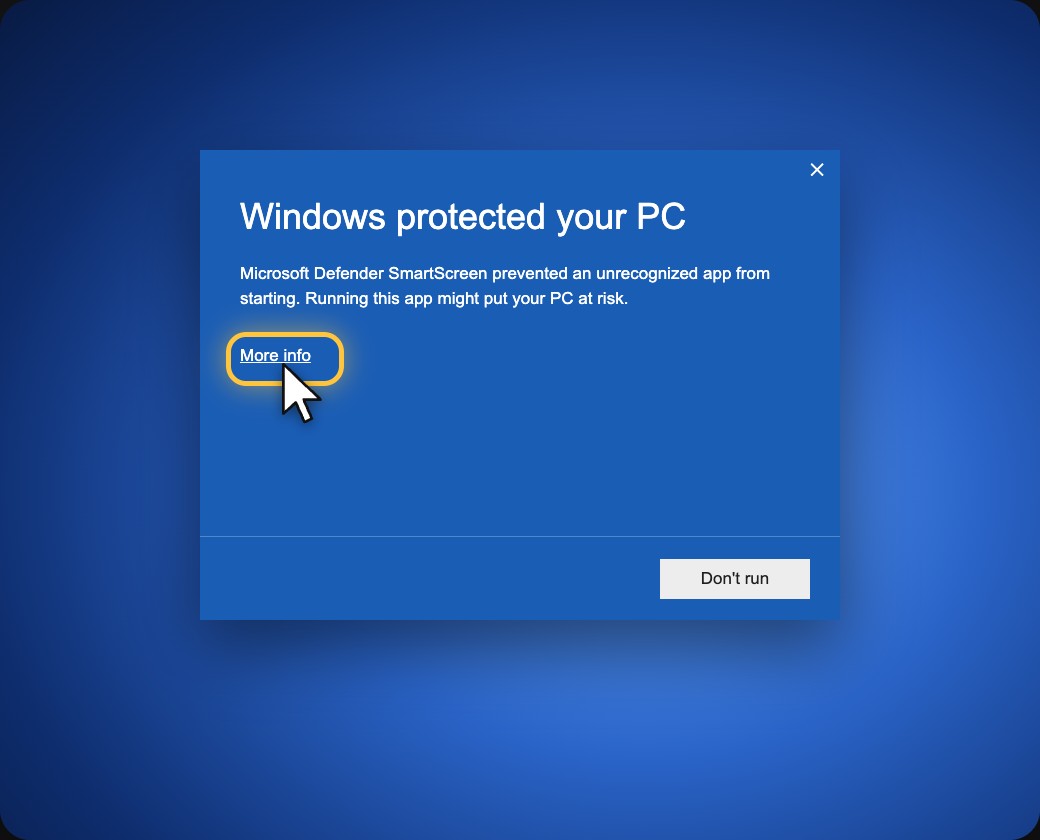 Windows protected your PC
Microsoft Defender SmartScreen prevented an unrecognized app from
starting. Running this app might put your PC at risk.
More info
Don't run